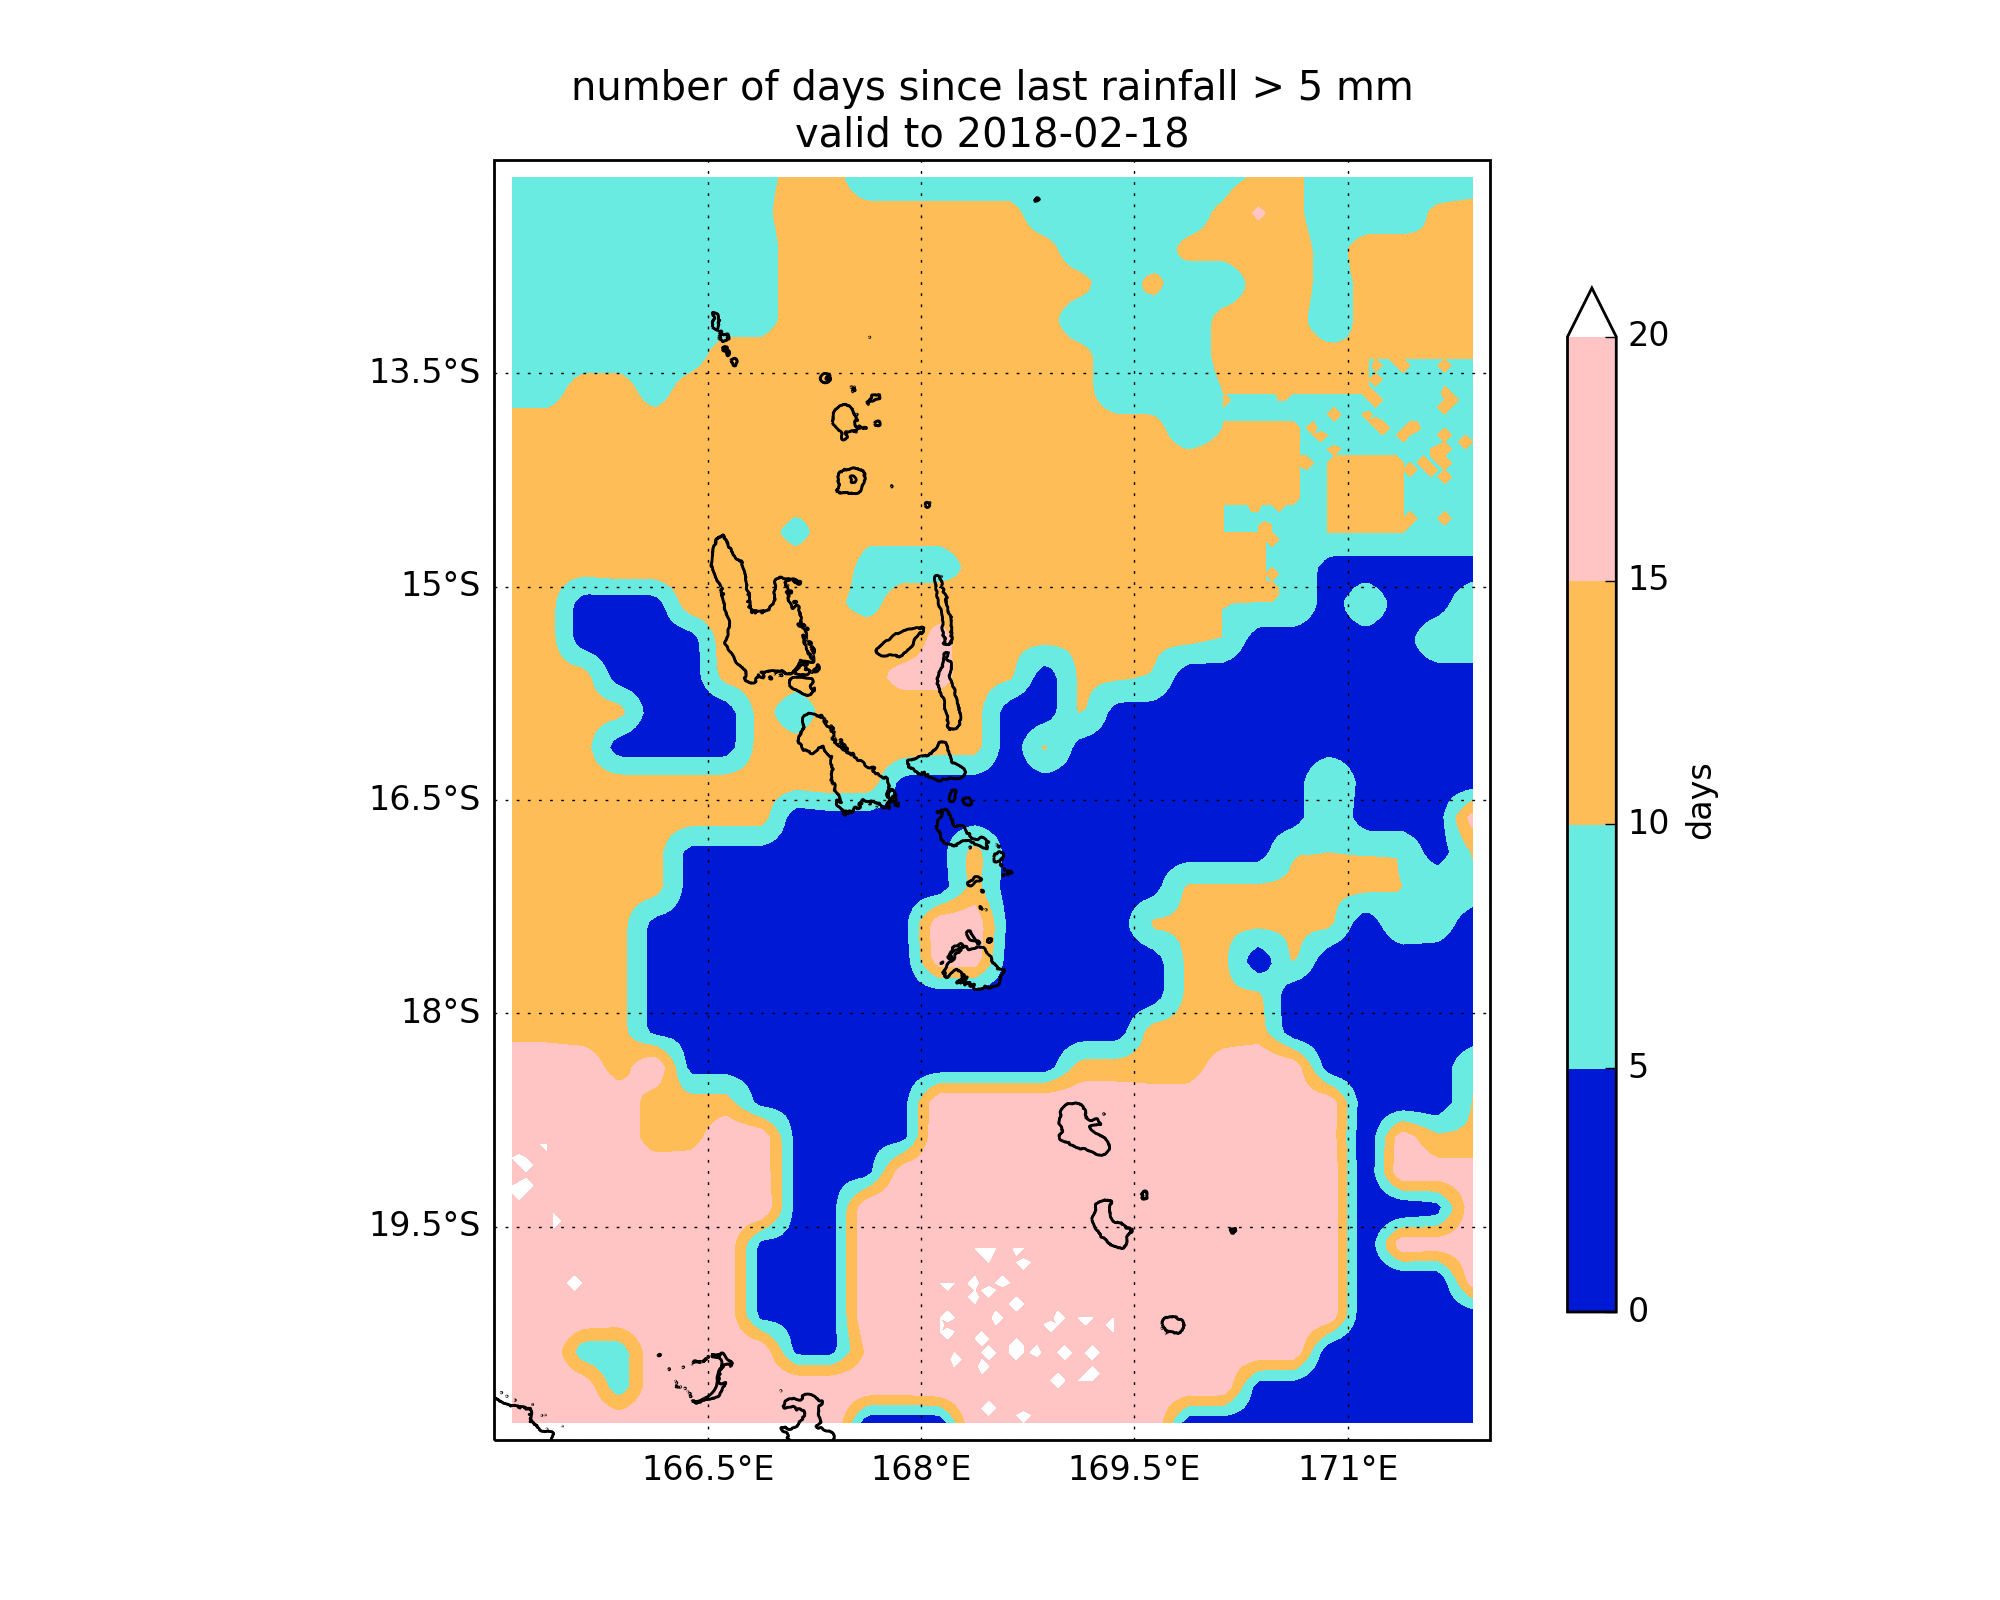 number of days since last rainfall > 5 mm
valid to 2018-02-18
13.5°S
15°S
16.5°S
18°S
19.5°S
166.5°E
168°E
169.5°E
171°E
20
15
10
5
0
days